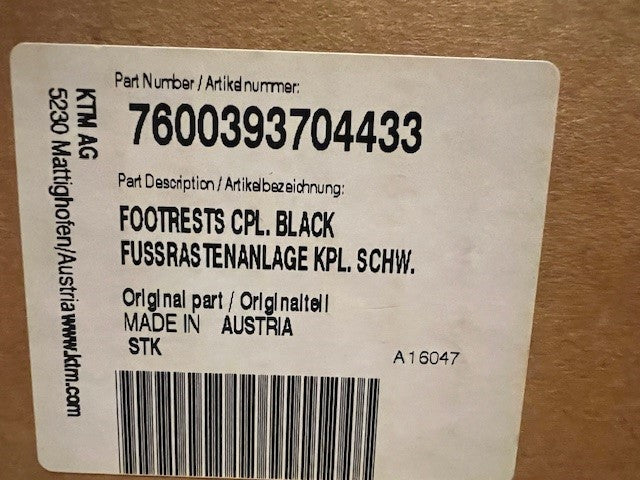 Part Number / Artikelnummer:
7600393704433
Part Description / Artikelbezeichnung:
FOOTRESTS CPL. BLACK
FUSSRASTENANLAGE KPL. SCHW.
Original part / Originalteil
MADE IN AUSTRIA
STK
A16047
KTM AG
5230 Mattighofen/Austria www.ktm.com